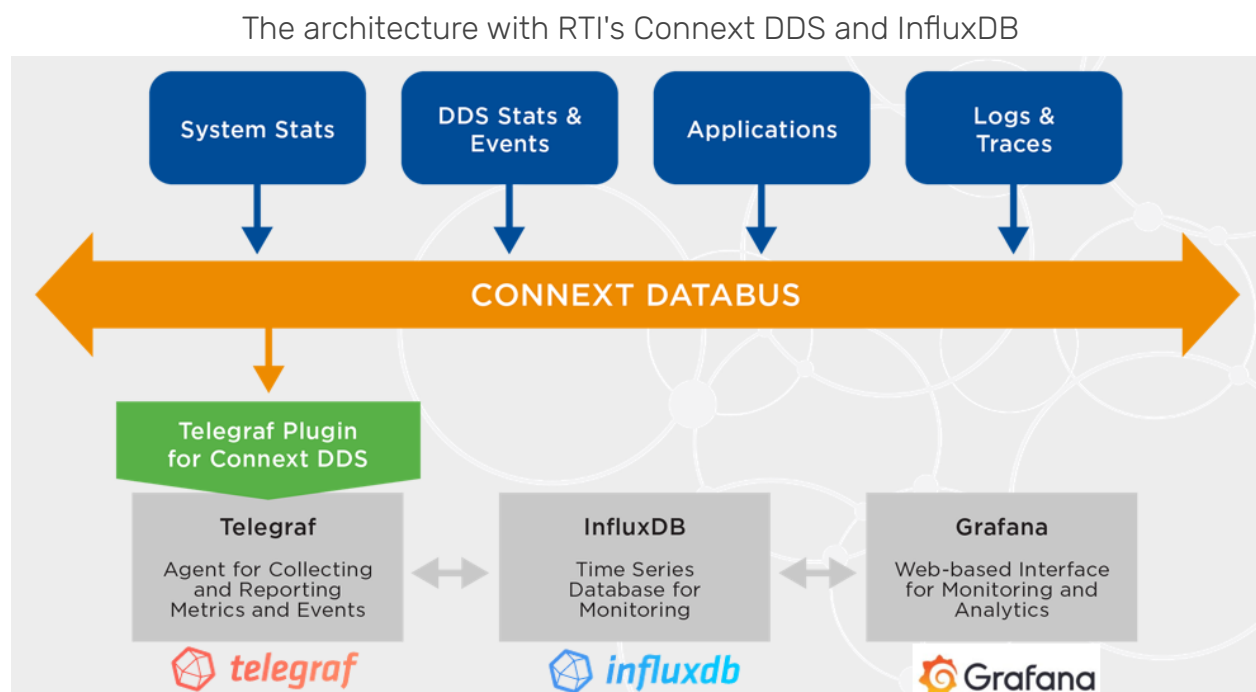 The architecture with RTI's Connext DDS and InfluxDB
System Stats
DDS Stats &
Events
Applications
Logs &
Traces
CONNEXT DATABUS
Telegraf Plugin
for Connext DDS
Telegraf
Agent for Collecting
and Reporting
Metrics and Events
InfluxDB
Time Series
Database for
Monitoring
Grafana
Web-based Interface
for Monitoring and
Analytics
telegraf
influxdb
Grafana